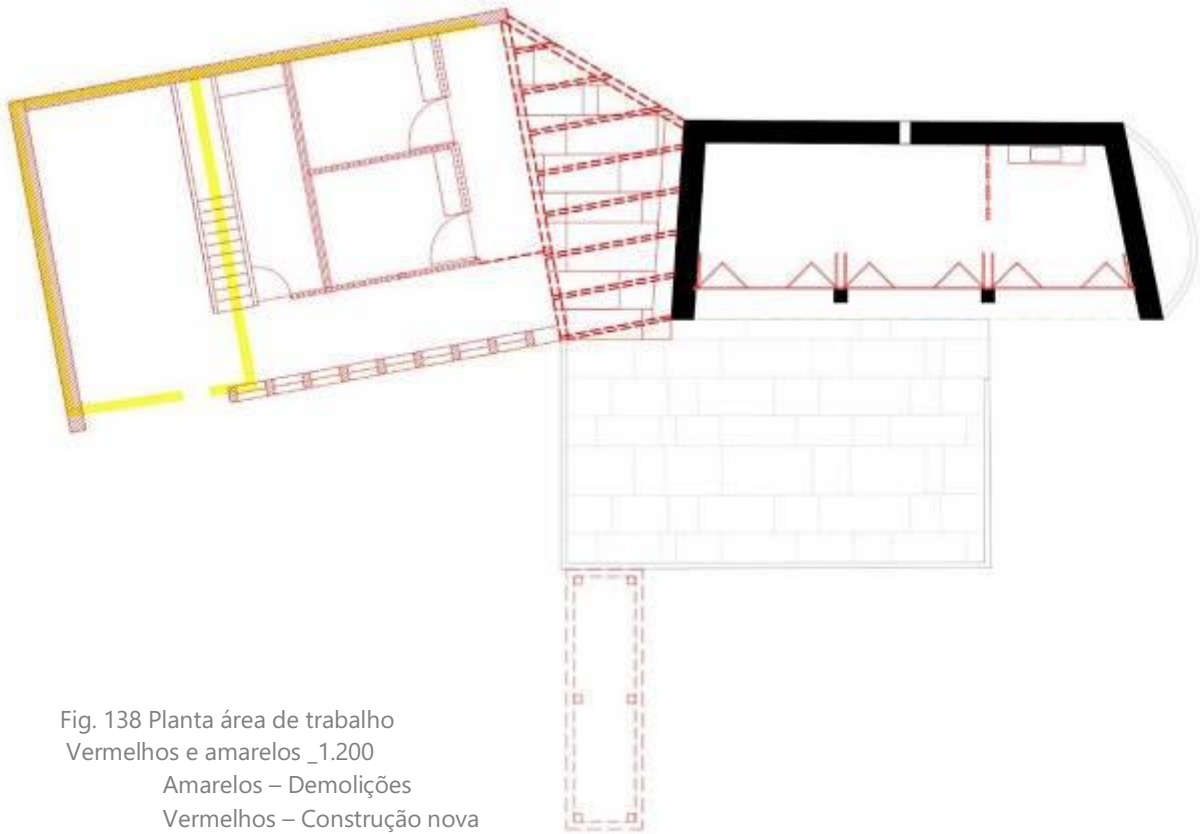 Fig. 138 Planta área de trabalho
Vermelhos e amarelos _1.200
Amarelos – Demolições
Vermelhos – Construção nova